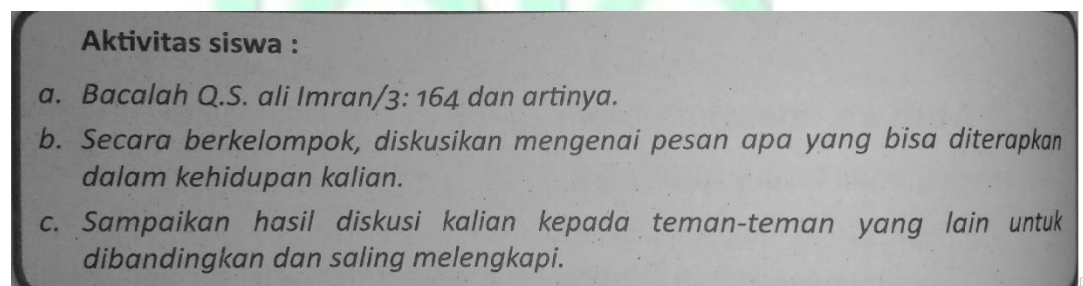 Aktivitas siswa :
a. Bacalah Q.S. ali Imran/3: 164 dan artinya.
b. Secara berkelompok, diskusikan mengenai pesan apa yang bisa diterapkan
dalam kehidupan kalian.
c. Sampaikan hasil diskusi kalian kepada teman-teman yang lain untuk
dibandingkan dan saling melengkapi.